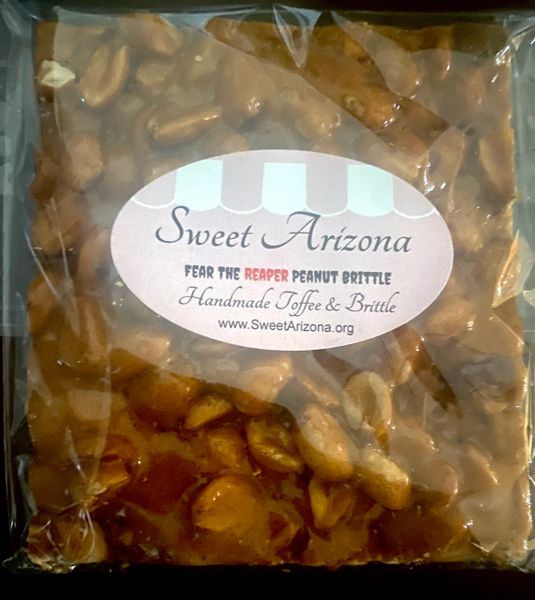 Sweet Arizona
FEAR THE REAPER PEANUT BRITTLE
Handmade Toffee & Brittle
www.SweetArizona.org